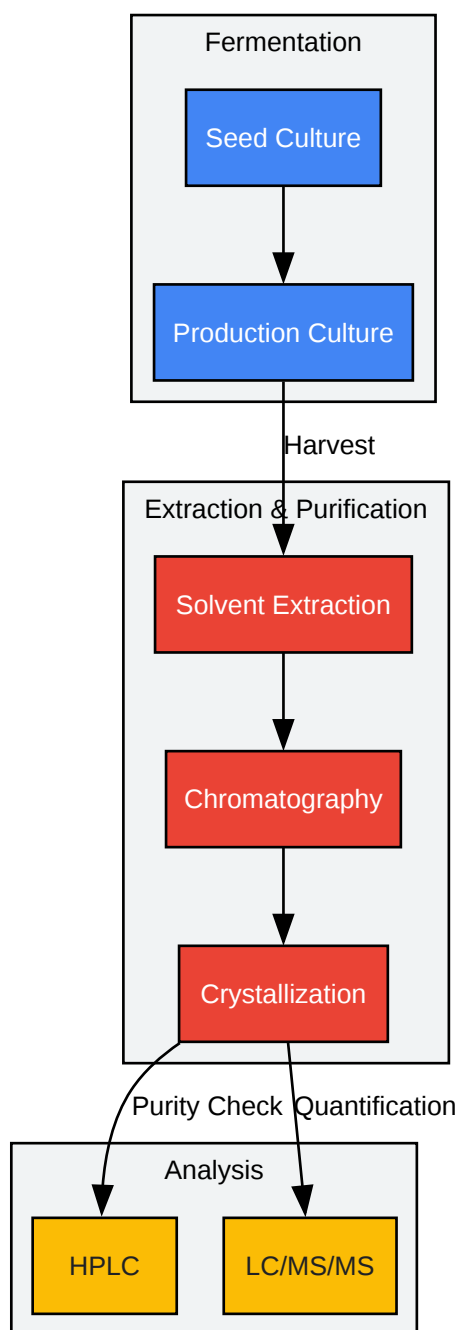 Fermentation
Seed Culture
Production Culture
Harvest
Extraction & Purification
Solvent Extraction
Chromatography
Crystallization
Purity Check
Quantification
Analysis
HPLC
LC/MS/MS